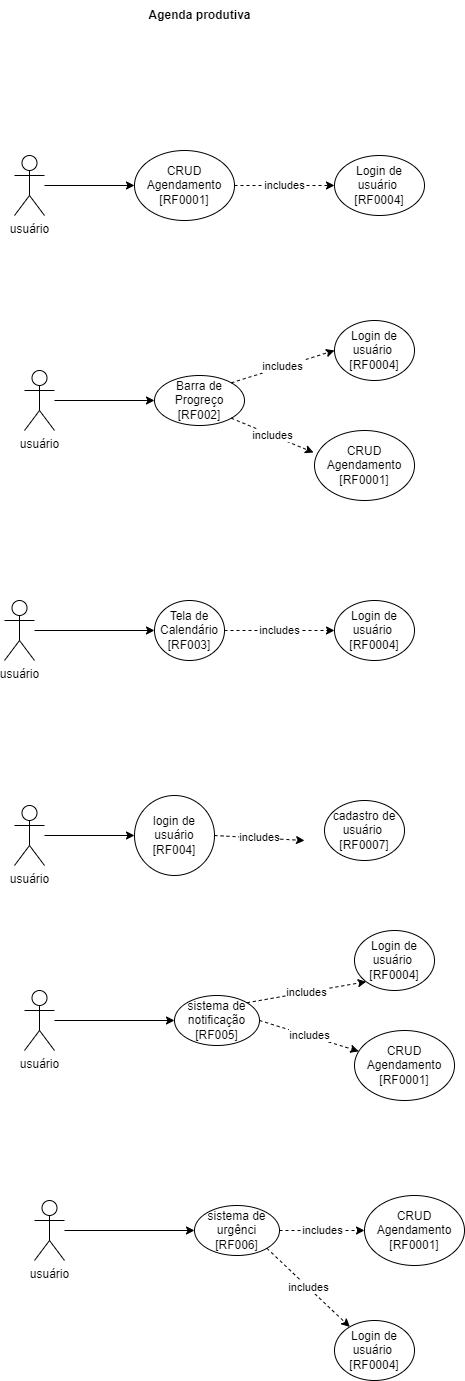 Agenda produtiva
CRUD
Agendamento
[RF0001]
includes
Login de
usuário
[RF0004]
usuário
Login de
usuário
[RF0004]
includes
Barra de
Progreço
[RF002]
usuário
includes
CRUD
Agendamento
[RF0001]
Tela de
Calendário
[RF003]
includes
Login de
usuário
[RF0004]
usuário
login de
usuário
[RF004]
includes
cadastro de
usuário
[RF0007]
usuário
Login de
usuário
[RF0004]
includes
sistema de
notificação
[RF005]
includes
CRUD
Agendamento
[RF0001]
usuário
sistema de
urgênci
[RF006]
includes
CRUD
Agendamento
[RF0001]
usuário
includes
Login de
usuário
[RF0004]